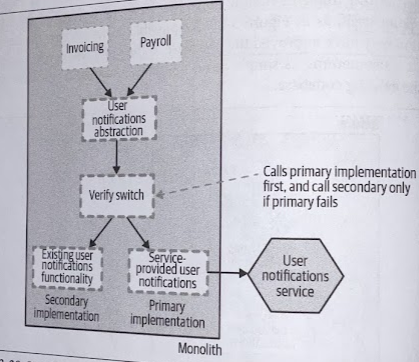 Invoicing
Payroll
User
notifications
abstraction
Verify switch
Calls primary implementation
first, and call secondary only
if primary fails
Existing user
notifications
functionality
Service-
provided user
notifications
User
notifications
service
Secondary
implementation
Primary
implementation
Monolith